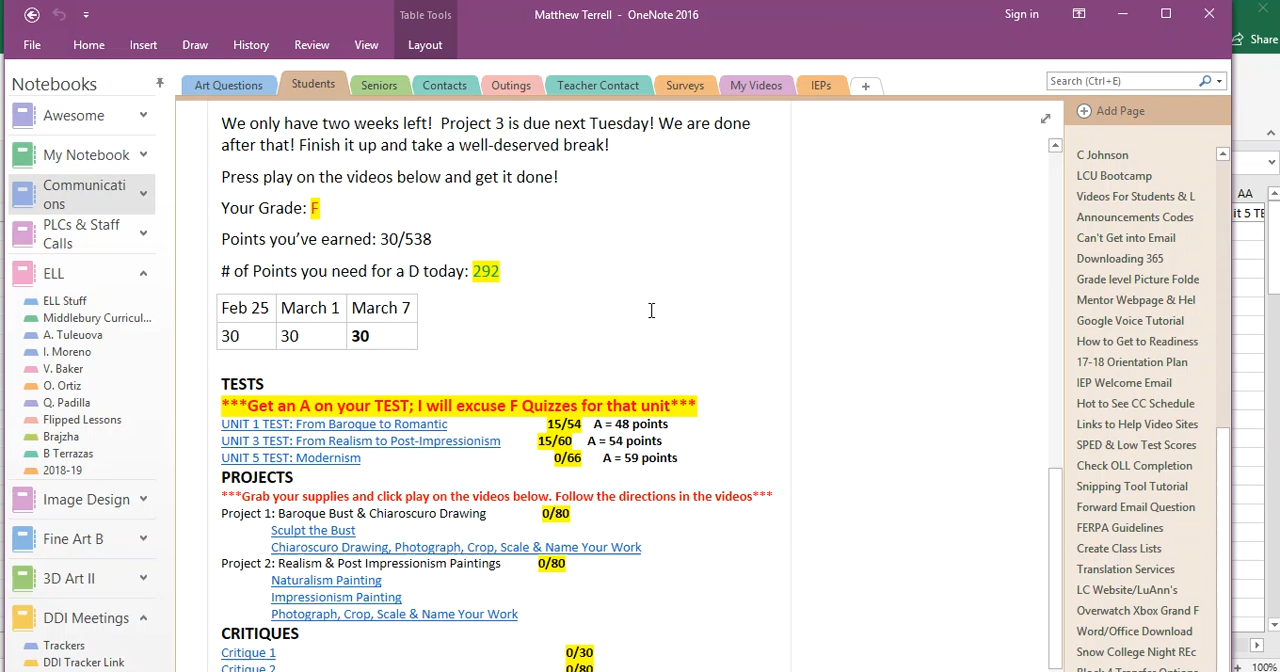 Table Tools
Matthew Terrell - OneNote 2016
Sign in
Share
File Home Insert Draw History Review View Layout
Notebooks
Art Questions Students Seniors Contacts Outings Teacher Contact Surveys My Videos IEPs +
Search (Ctrl+E)
Awesome
My Notebook
Communicati
ons
PLCs & Staff
Calls
ELL
ELL Stuff
Middlebury Curricul...
A. Tuleuova
I. Moreno
V. Baker
O. Ortiz
Q. Padilla
Flipped Lessons
Brajzha
B Terrazas
2018-19
Image Design
Fine Art B
3D Art II
DDI Meetings
Trackers
DDI Tracker Link
We only have two weeks left! Project 3 is due next Tuesday! We are done
after that! Finish it up and take a well-deserved break!
Press play on the videos below and get it done!
Your Grade: F
Points you've earned: 30/538
# of Points you need for a D today: 292
Feb 25 March 1 March 7
30 30 30
TESTS
***Get an A on your TEST; I will excuse F Quizzes for that unit***
UNIT 1 TEST: From Baroque to Romantic 15/54 A = 48 points
UNIT 3 TEST: From Realism to Post-Impressionism 15/60 A = 54 points
UNIT 5 TEST: Modernism 0/66 A = 59 points
PROJECTS
***Grab your supplies and click play on the videos below. Follow the directions in the videos***
Project 1: Baroque Bust & Chiaroscuro Drawing 0/80
Sculpt the Bust
Chiaroscuro Drawing, Photograph, Crop, Scale & Name Your Work
Project 2: Realism & Post Impressionism Paintings 0/80
Naturalism Painting
Impressionism Painting
Photograph, Crop, Scale & Name Your Work
CRITIQUES
Critique 1 0/30
Critique 2 0/80
Add Page
C Johnson
LCU Bootcamp
Videos For Students & L
Announcements Codes
Can't Get into Email
Downloading 365
Grade level Picture Folde
Mentor Webpage & Hel
Google Voice Tutorial
How to Get to Readiness
17-18 Orientation Plan
IEP Welcome Email
Hot to See CC Schedule
Links to Help Video Sites
SPED & Low Test Scores
Check OLL Completion
Snipping Tool Tutorial
Forward Email Question
FERPA Guidelines
Create Class Lists
Translation Services
LC Website/LuAnn's
Overwatch Xbox Grand F
Word/Office Download
Snow College Night REc
Block 4 Transfer Options
AA
it 5 TE
100%